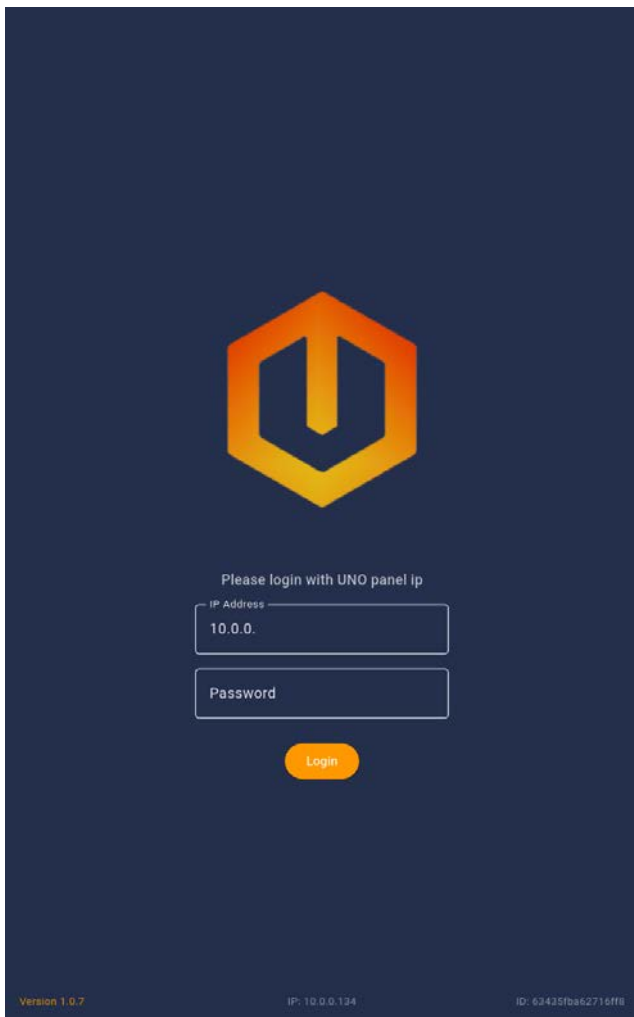 Please login with UNO panel ip
IP Address
10.0.0.
Password
Login
Version 1.0.7
IP: 10.0.0.134
ID: 63435fba62716ff8